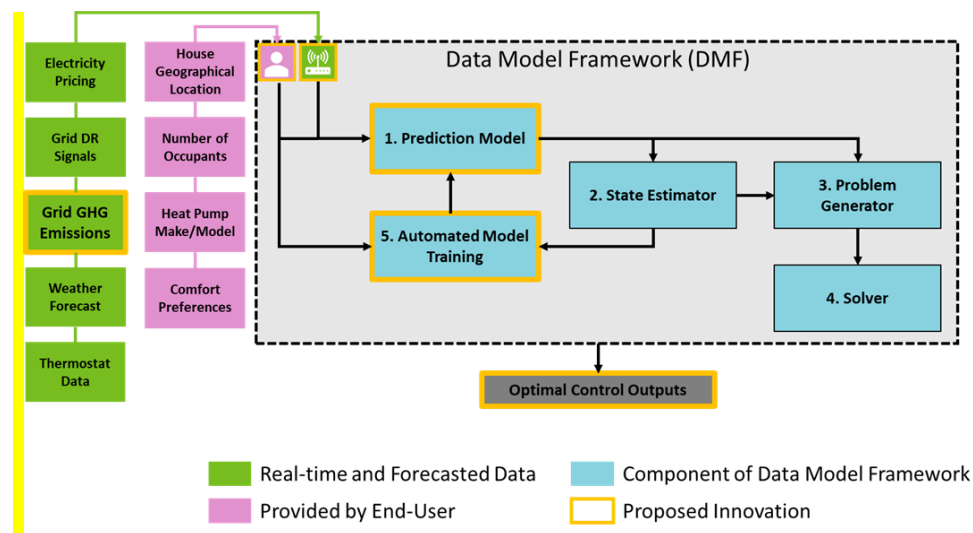 Data Model Framework (DMF)
Electricity
Pricing
Grid DR
Signals
Grid GHG
Emissions
Weather
Forecast
Thermostat
Data
House
Geographical
Location
Number of
Occupants
Heat Pump
Make/Model
Comfort
Preferences
1. Prediction Model
2. State Estimator
3. Problem
Generator
5. Automated Model
Training
4. Solver
Optimal Control Outputs
Real-time and Forecasted Data
Component of Data Model Framework
Provided by End-User
Proposed Innovation